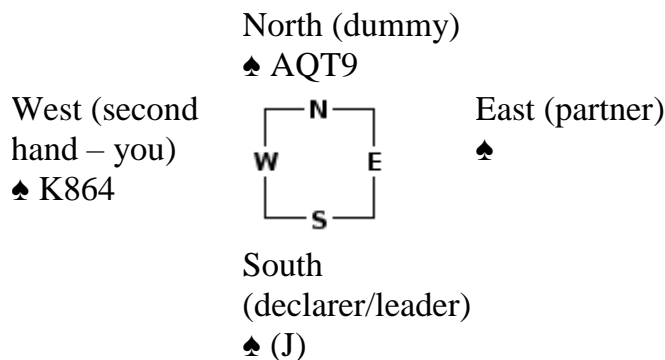 North (dummy)
♠ AQT9
West (second
hand – you)
♠ K864
N
W
E
S
East (partner)
♠
South
(declarer/leader)
♠ (J)